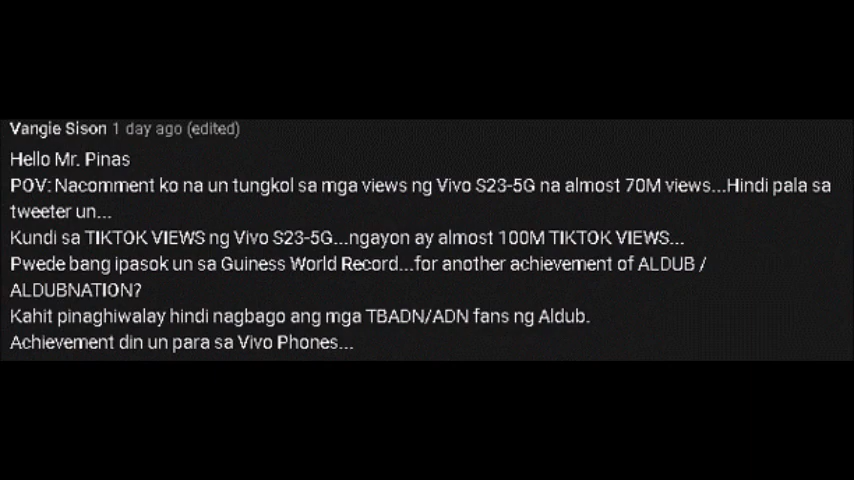 Vangie Sison 1 day ago (edited)
Hello Mr. Pinas
POV: Nacomment ko na un tungkol sa mga views ng Vivo S23-5G na almost 70M views...Hindi pala sa
tweeter un...
Kundi sa TIKTOK VIEWS ng Vivo S23-5G...ngayon ay almost 100M TIKTOK VIEWS...
Pwede bang ipasok un sa Guiness World Record...for another achievement of ALDUB /
ALDUBNATION?
Kahit pinaghiwalay hindi nagbago ang mga TBADN/ADN fans ng Aldub.
Achievement din un para sa Vivo Phones...